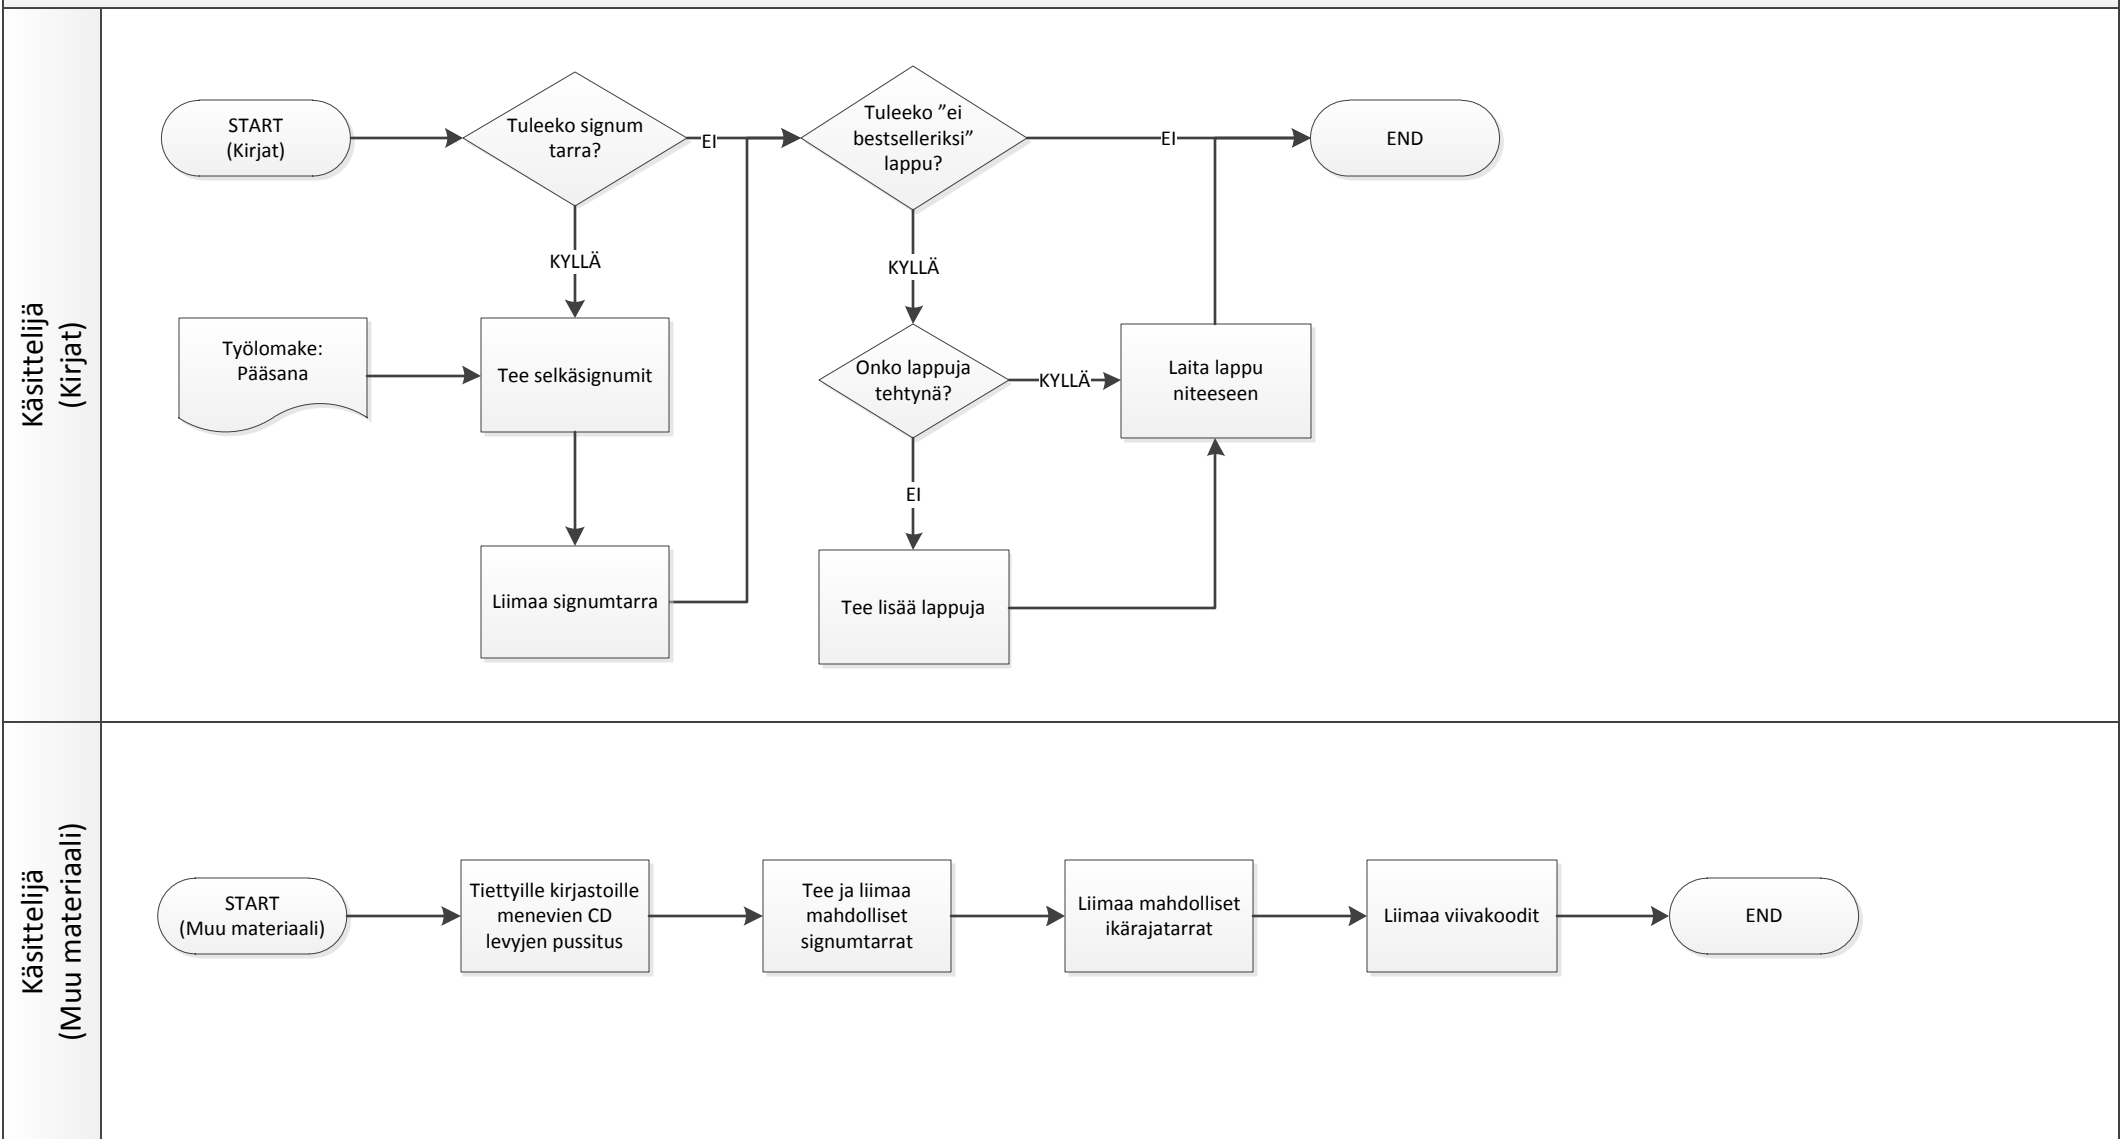 Käsittelijä
(Kirjat)
START
(Kirjat)
Tuleeko signum
tarra?
EI
Tuleeko ”ei
bestselleriksi”
lappu?
EI
END
KYLLÄ
KYLLÄ
Työlomake:
Pääsana
Tee selkäsignumit
Onko lappuja
tehtynä?
KYLLÄ
Laita lappu
niteeseen
EI
Liimaa signumtarra
Tee lisää lappuja
Käsittelijä
(Muu materiaali)
START
(Muu materiaali)
Tiettyille kirjastoille
menevien CD
levyjen pussitus
Tee ja liimaa
mahdolliset
signumtarrat
Liimaa mahdolliset
ikärajatarrat
Liimaa viivakoodit
END